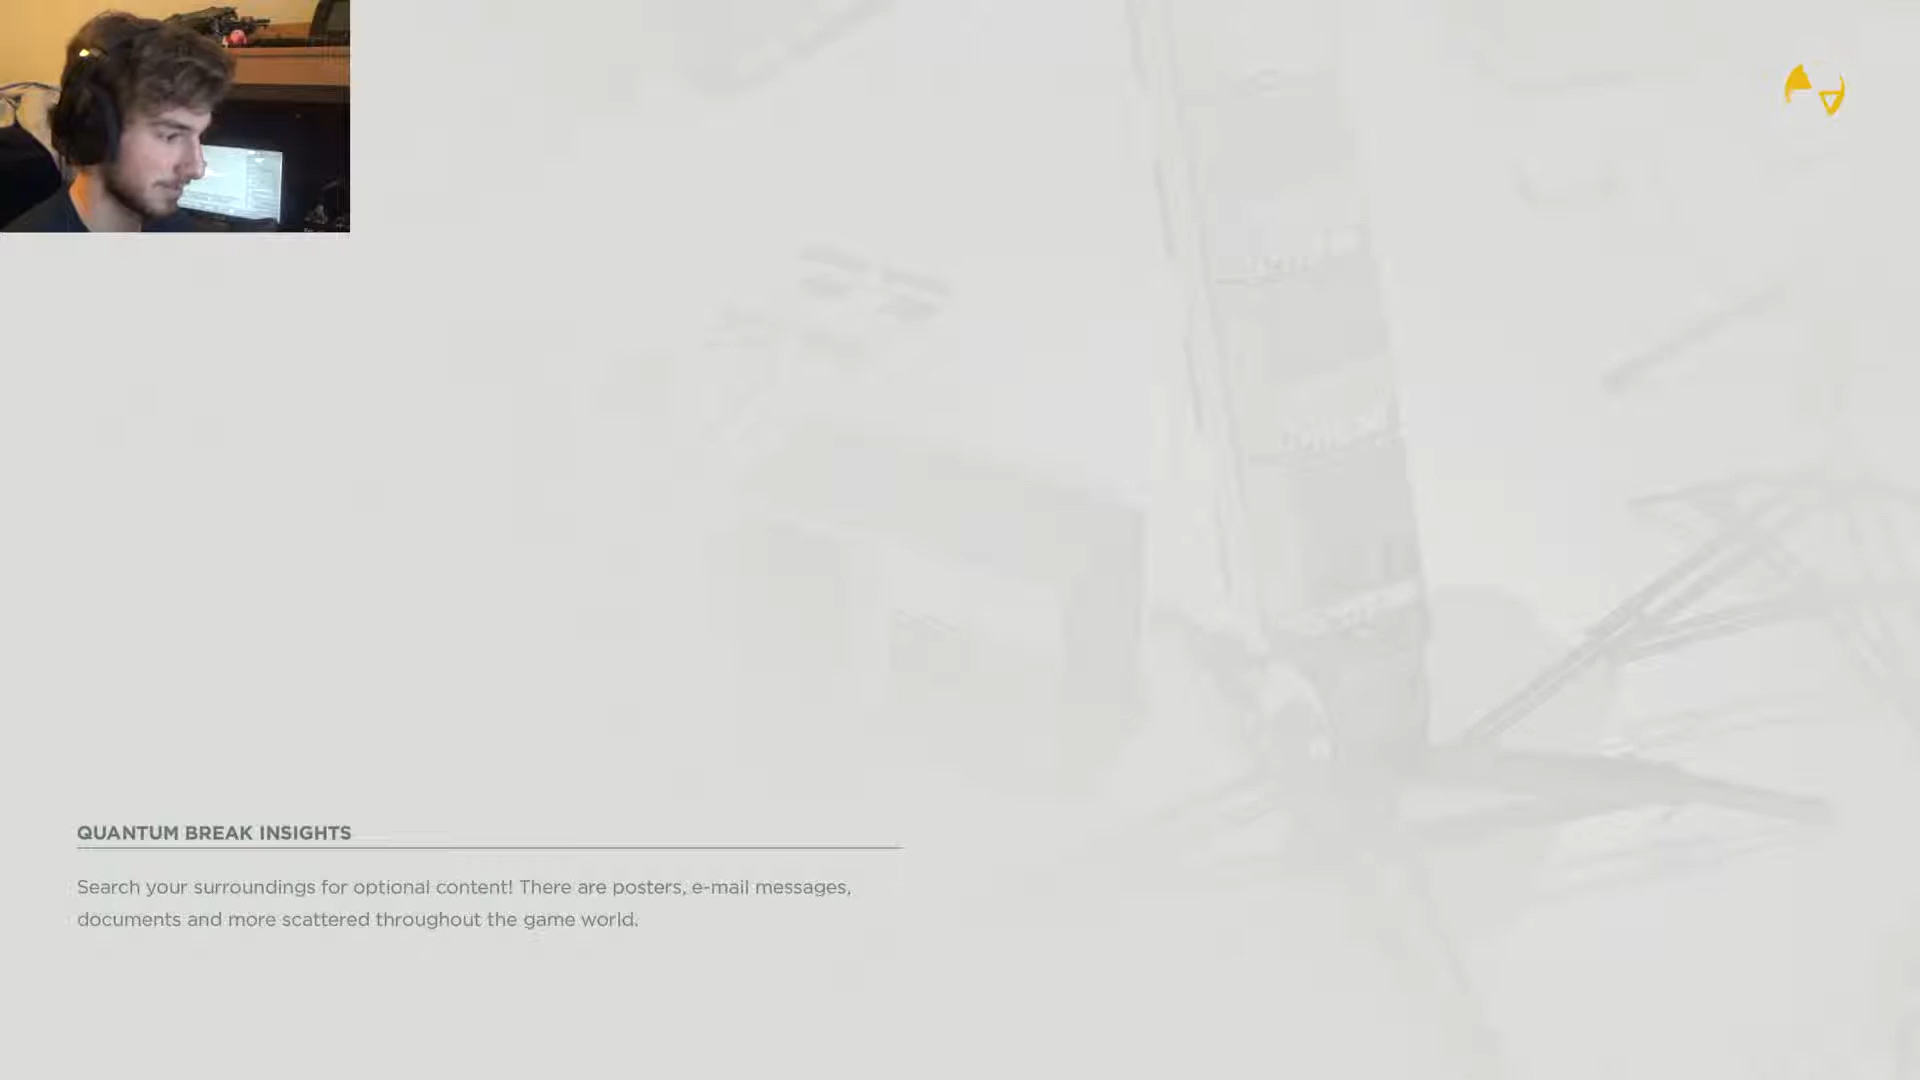 QUANTUM BREAK INSIGHTS
Search your surroundings for optional content! There are posters, e-mail messages,
documents and more scattered throughout the game world.